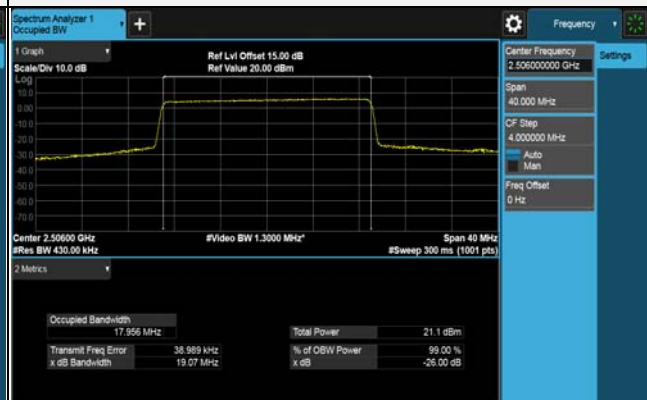 Spectrum Analyzer 1
Occupied BW
+
Frequency
1 Graph
Scale/Div 10.0 dB
Ref Lvl Offset 15.00 dB
Ref Value 20.00 dBm
Log
10.0
0.00
-10.0
-20.0
-30.0
-40.0
-50.0
-60.0
-70.0
Center 2.50600 GHz
#Video BW 1.3000 MHz*
Span 40 MHz
#Res BW 430.00 kHz
#Sweep 300 ms (1001 pts)
2 Metrics
Occupied Bandwidth
17.956 MHz
Total Power 21.1 dBm
Transmit Freq Error 38.989 kHz
% of OBW Power 99.00 %
x dB Bandwidth 19.07 MHz
x dB -26.00 dB
Center Frequency
2.506000000 GHz
Settings
Span
40.000 MHz
CF Step
4.000000 MHz
Auto
Man
Freq Offset
0 Hz